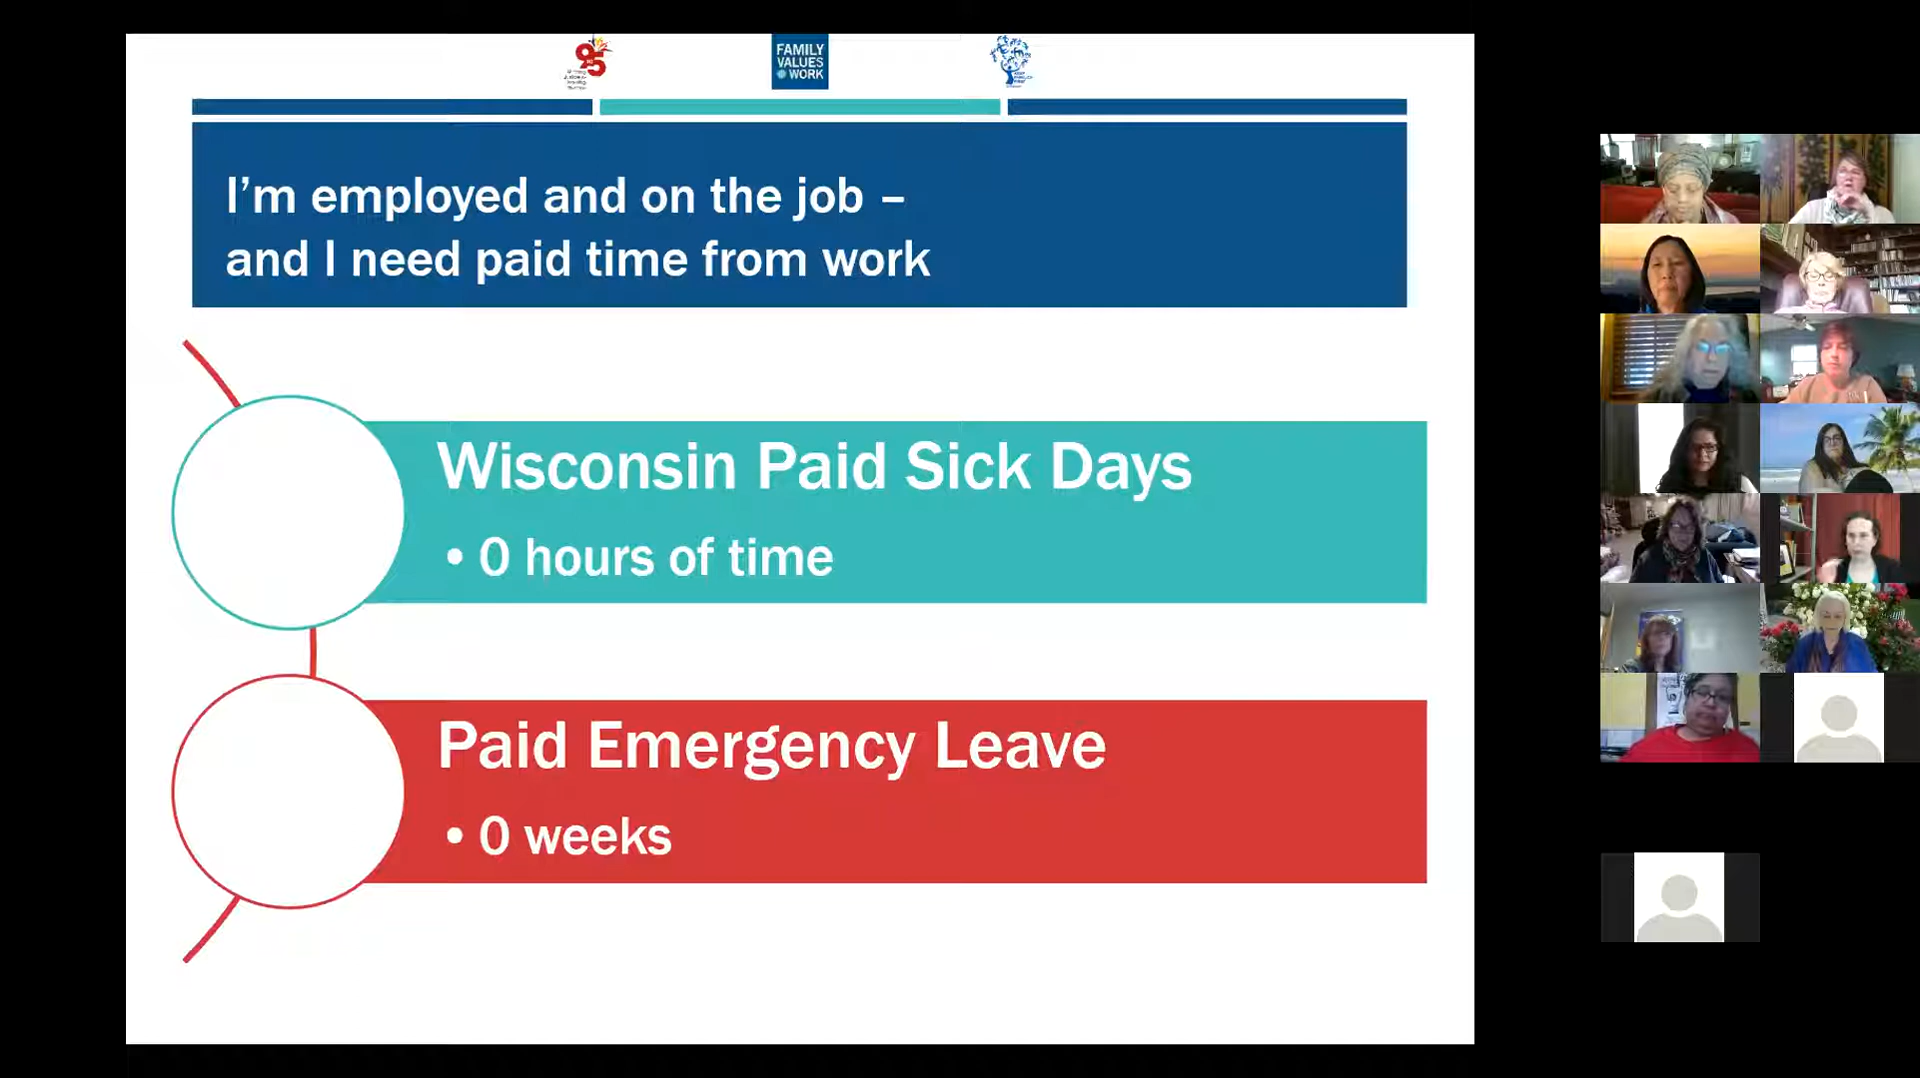 95
FAMILY
VALUES
@WORK
I’m employed and on the job –
and I need paid time from work
Wisconsin Paid Sick Days
• 0 hours of time
Paid Emergency Leave
• 0 weeks